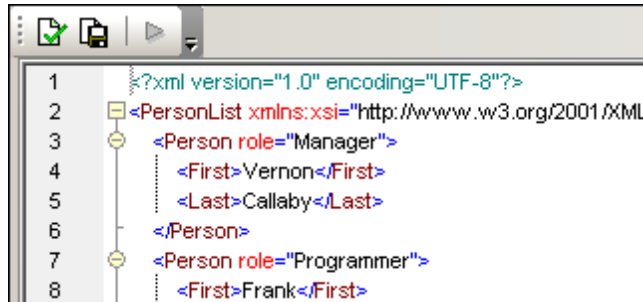 1 <?xml version="1.0" encoding="UTF-8"?>
2 <PersonList xmlns:xsi="http://www.w3.org/2001/XML
3 <Person role="Manager">
4 <First>Vernon</First>
5 <Last>Callaby</Last>
6 </Person>
7 <Person role="Programmer">
8 <First>Frank</First>